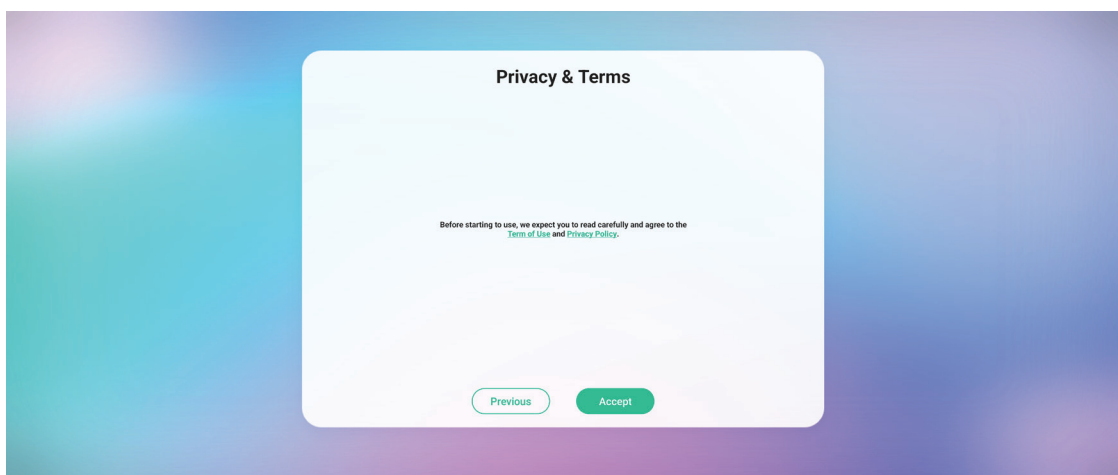 Privacy & Terms
Before starting to use, we expect you to read carefully and agree to the
Term of Use and Privacy Policy.
Previous
Accept